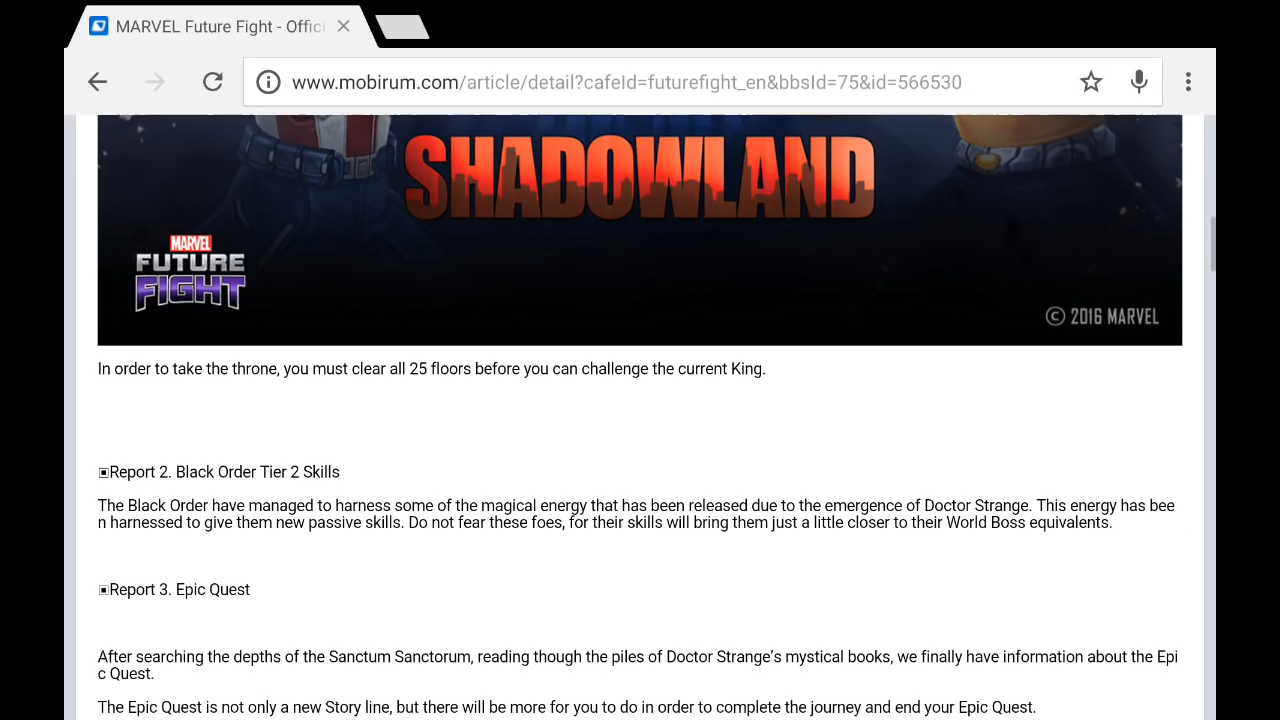 MARVEL Future Fight - Offici
www.mobirum.com/article/detail?cafeId=futurefight_en&bbsId=75&id=566530
SHADOWLAND
MARVEL
FUTURE
FIGHT
© 2016 MARVEL
In order to take the throne, you must clear all 25 floors before you can challenge the current King.
▣Report 2. Black Order Tier 2 Skills
The Black Order have managed to harness some of the magical energy that has been released due to the emergence of Doctor Strange. This energy has bee
n harnessed to give them new passive skills. Do not fear these foes, for their skills will bring them just a little closer to their World Boss equivalents.
▣Report 3. Epic Quest
After searching the depths of the Sanctum Sanctorum, reading though the piles of Doctor Strange’s mystical books, we finally have information about the Epi
c Quest.
The Epic Quest is not only a new Story line, but there will be more for you to do in order to complete the journey and end your Epic Quest.